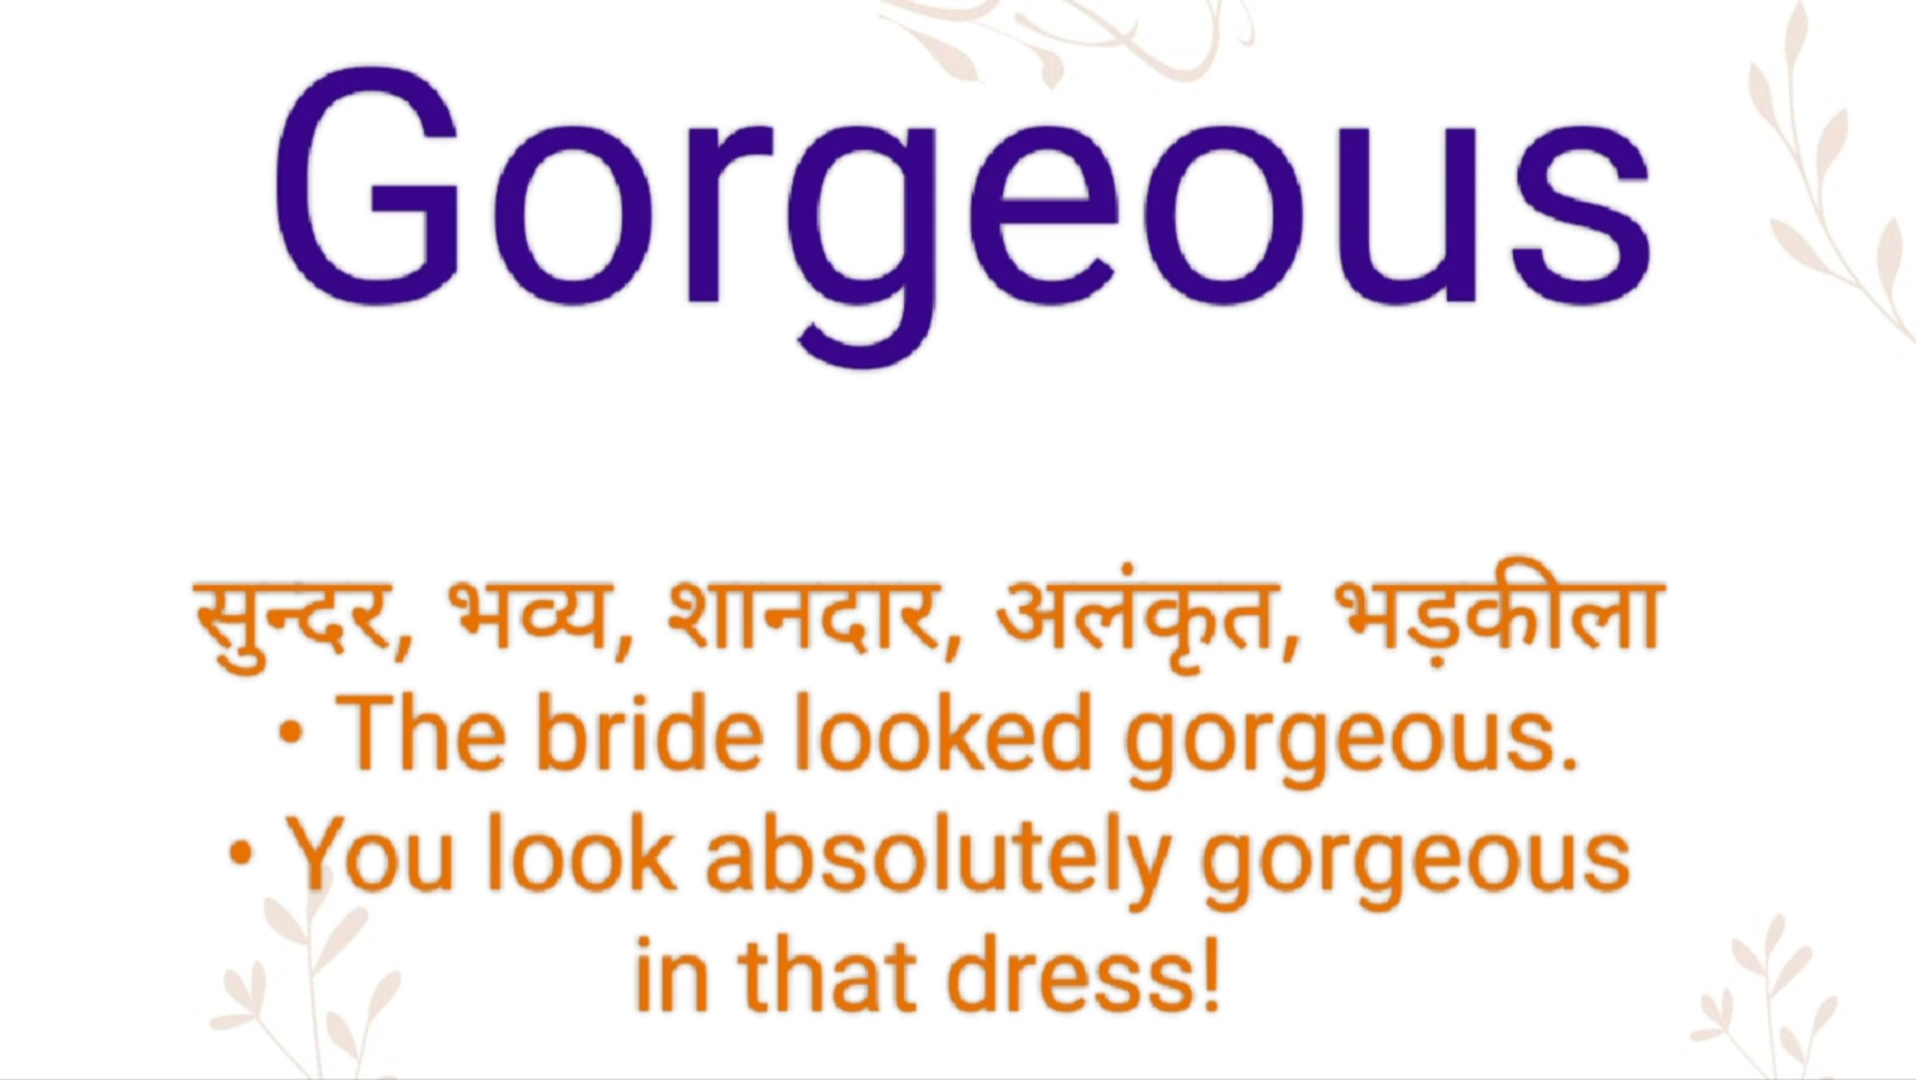 Gorgeous
सुन्दर, भव्य, शानदार, अलंकृत, भड़कीला
• The bride looked gorgeous.
• You look absolutely gorgeous
in that dress!